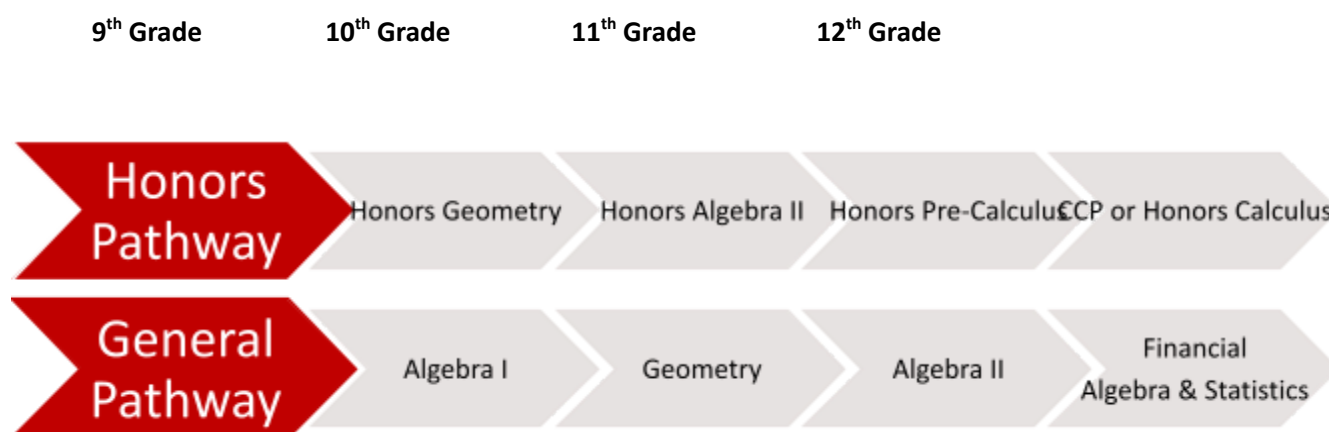 9th Grade 10th Grade 11th Grade 12th Grade
Honors
Pathway
Honors Geometry
Honors Algebra II
Honors Pre-Calculus
CCP or Honors Calculus
General
Pathway
Algebra I
Geometry
Algebra II
Financial
Algebra & Statistics